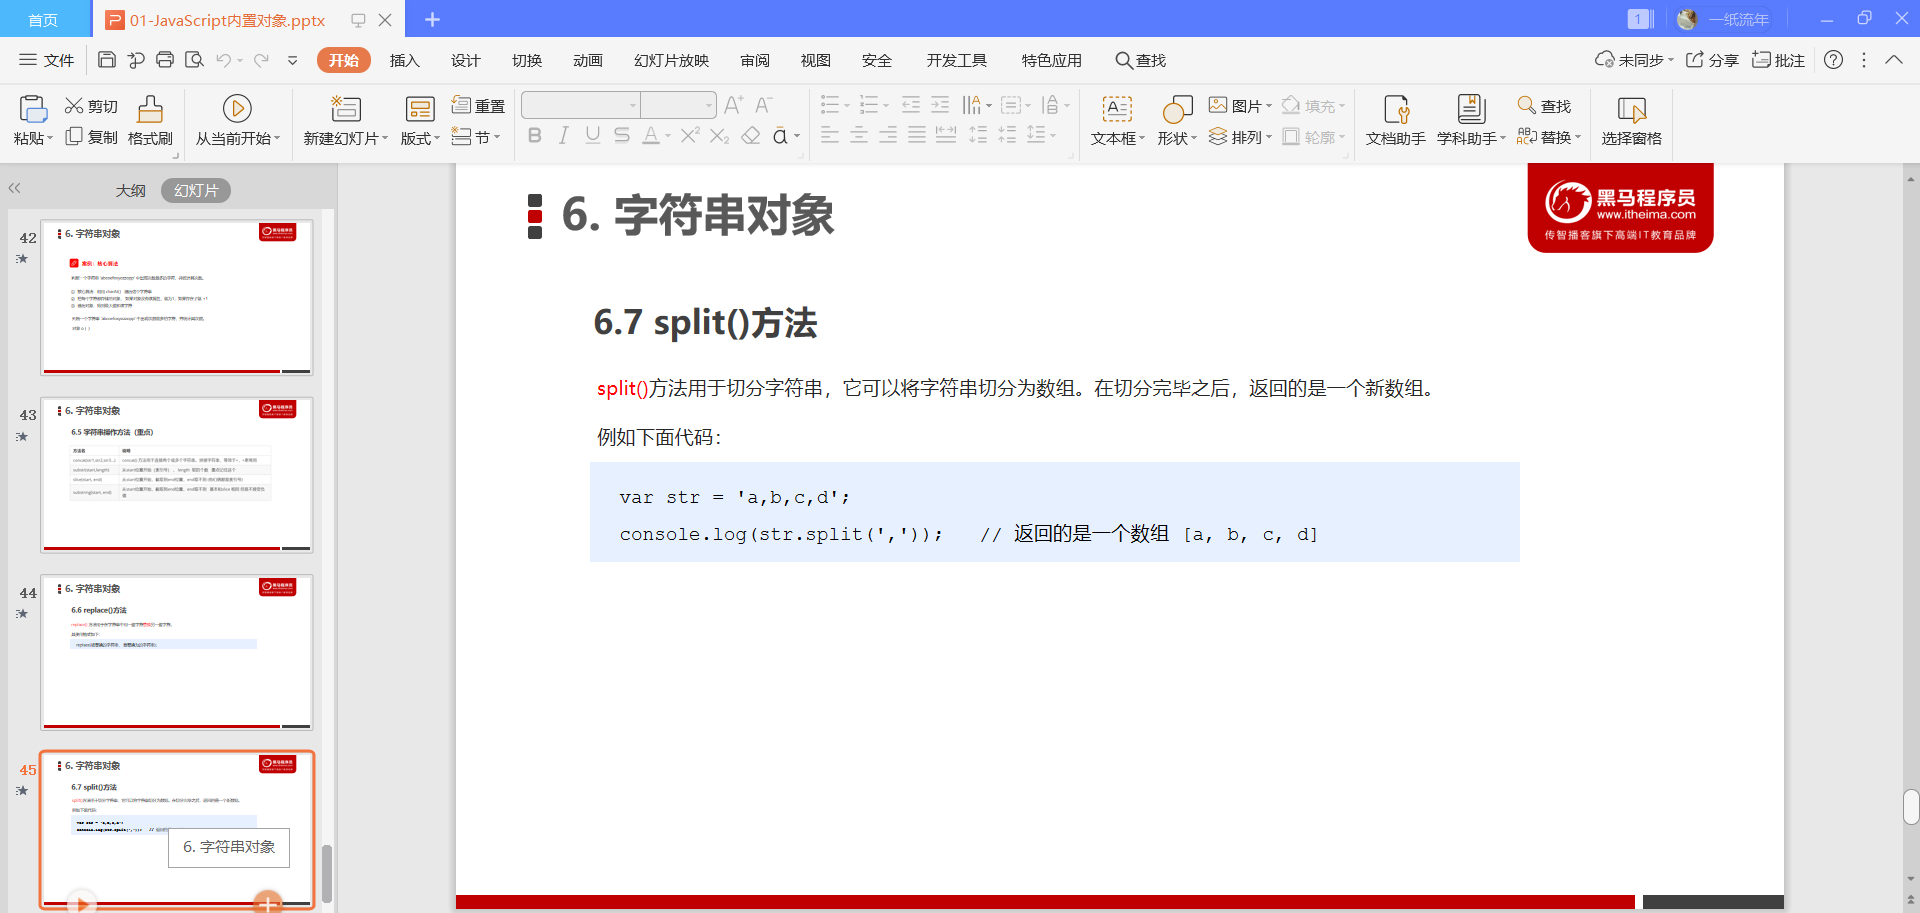 首页
01-JavaScript内置对象.pptx
1
一纸流年
文件
开始
插入
设计
切换
动画
幻灯片放映
审阅
视图
安全
开发工具
特色应用
查找
未同步
分享
批注
粘贴
剪切
复制
格式刷
从当前开始
新建幻灯片
版式
重置
节
文本框
形状
图片
排列
填充
轮廓
文档助手
学科助手
查找
替换
选择窗格
大纲
幻灯片
42
6. 字符串对象
43
6. 字符串对象
6.5 字符串操作方法（重点）
44
6. 字符串对象
6.6 replace()方法
45
6. 字符串对象
6.7 split()方法
6. 字符串对象
6. 字符串对象
黑马程序员
www.itheima.com
传智播客旗下高端IT教育品牌
6.7 split()方法
split()方法用于切分字符串，它可以将字符串切分为数组。在切分完毕之后，返回的是一个新数组。
例如下面代码：
var str = 'a,b,c,d';
console.log(str.split(',')); // 返回的是一个数组 [a, b, c, d]